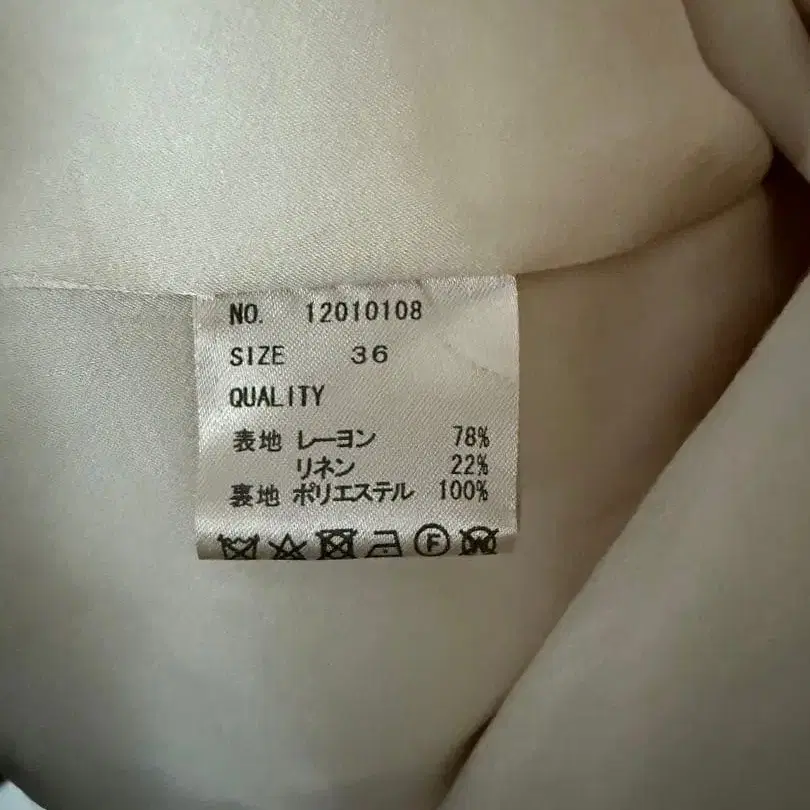 NO. 12010108
SIZE 36
QUALITY
表地 レーヨン 78%
リネン 22%
裏地 ポリエステル 100%
F W